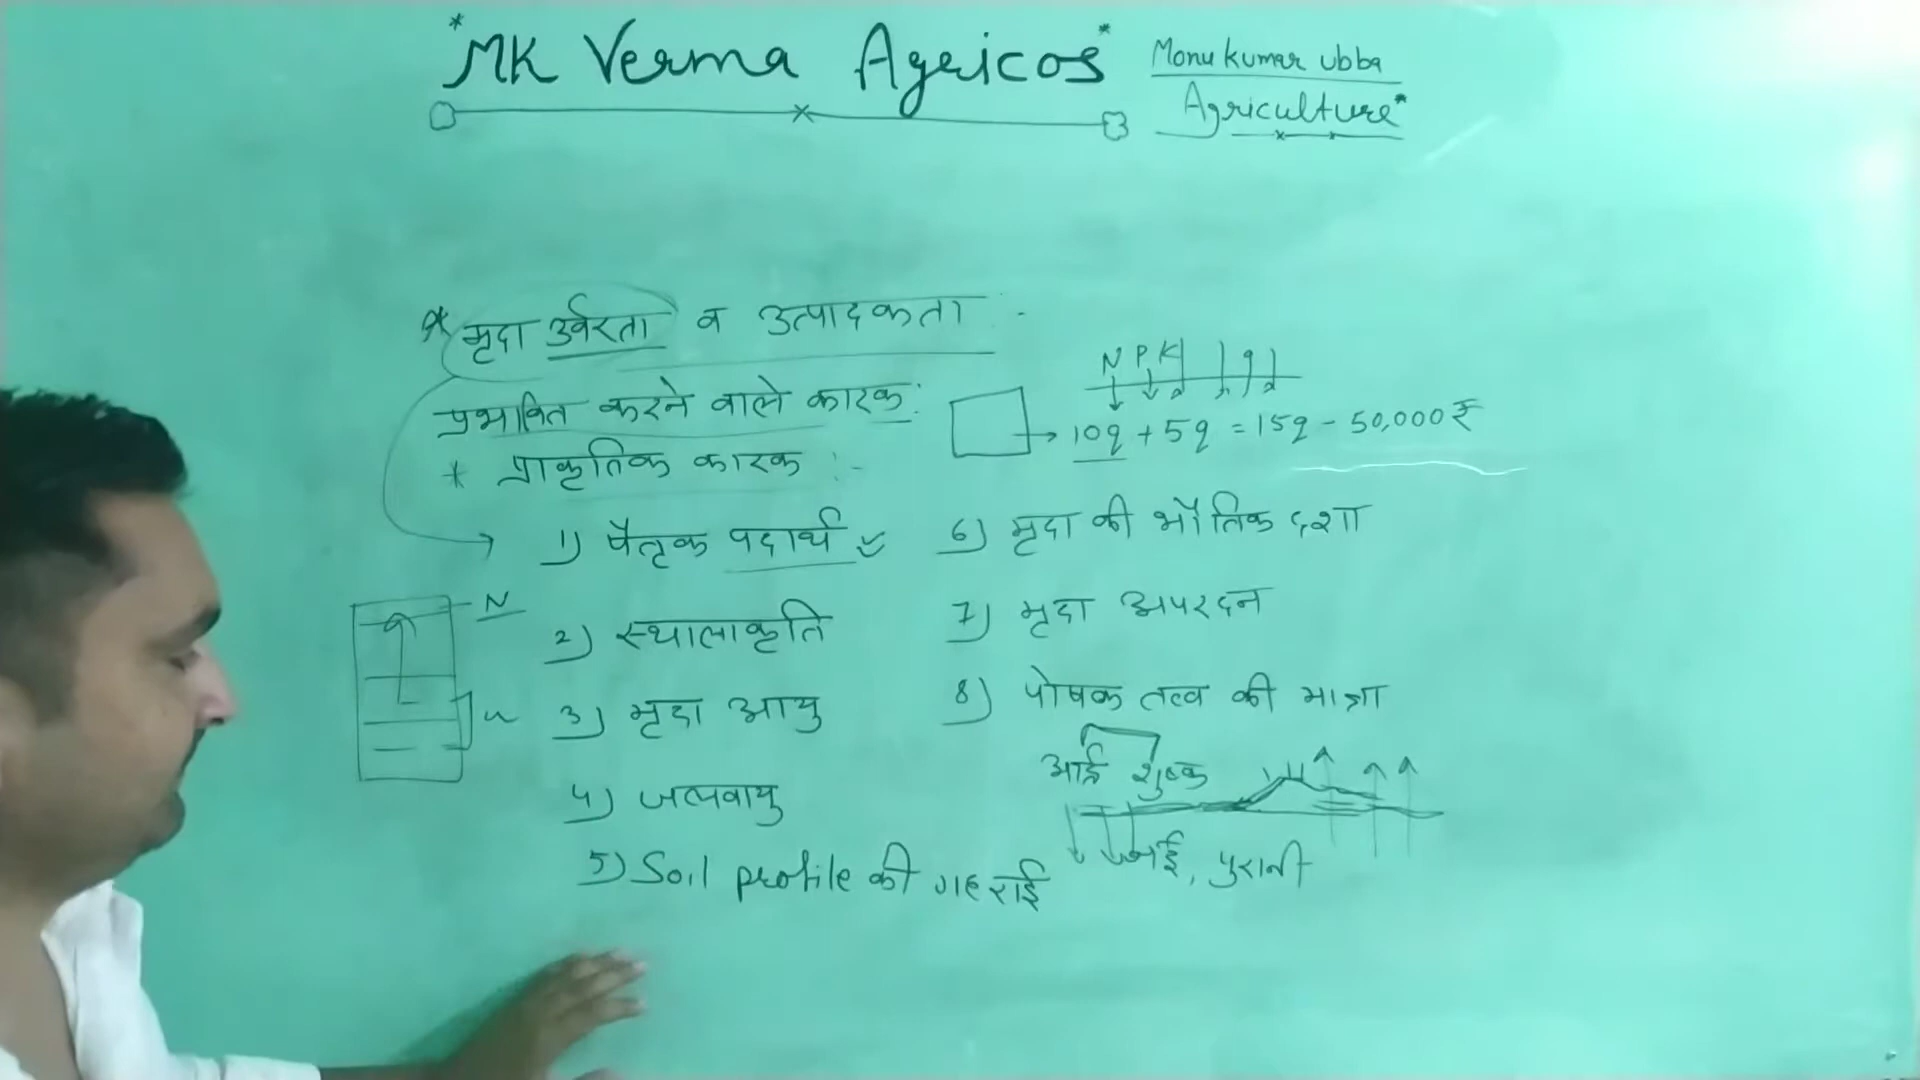 "MK Verma Agricos"
Monu kumar ubba
Agriculture
* मृदा उर्वरता व उत्पादकता :-
प्रभावित करने वाले कारक:
* प्राकृतिक कारक :-
1) पैतृक पदार्थ
2) स्थालाकृति
3) मृदा आयु
4) जलवायु
5) Soil profile की गहराई
N
N P K
10q + 5q = 15q - 50,000₹
6) मृदा की भौतिक दशा
7) मृदा अपरदन
8) पोषक तत्व की मात्रा
आर्द्र शुष्क
नई, पुरानी